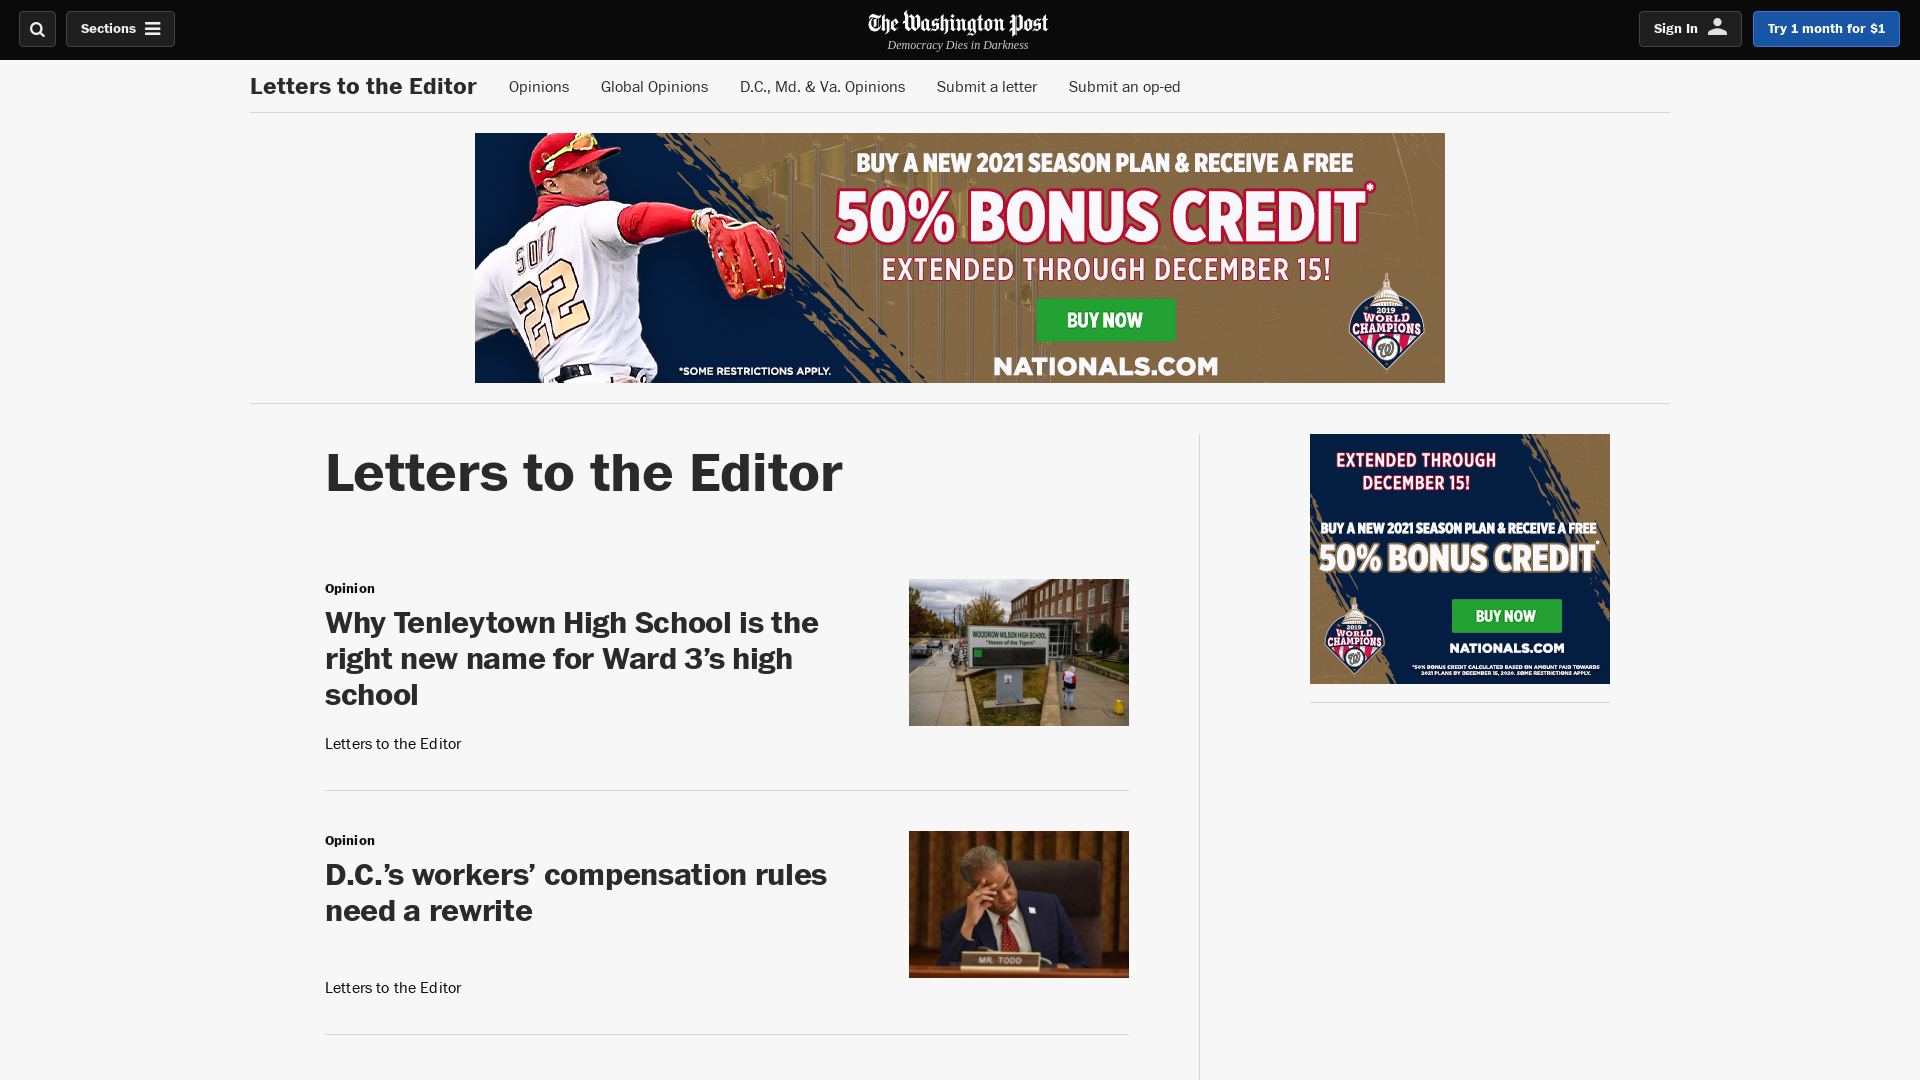 Sections
The Washington Post
Democracy Dies in Darkness
Sign In
Try 1 month for $1
Letters to the Editor
Opinions
Global Opinions
D.C., Md. & Va. Opinions
Submit a letter
Submit an op-ed
BUY A NEW 2021 SEASON PLAN & RECEIVE A FREE
50% BONUS CREDIT*
EXTENDED THROUGH DECEMBER 15!
BUY NOW
NATIONALS.COM
*SOME RESTRICTIONS APPLY.
SOTO
22
2019
WORLD
CHAMPIONS
W
Letters to the Editor
Opinion
Why Tenleytown High School is the
right new name for Ward 3’s high
school
Letters to the Editor
WOODROW WILSON HIGH SCHOOL
"Home of the Tigers"
Opinion
D.C.’s workers’ compensation rules
need a rewrite
Letters to the Editor
MR. TODD
EXTENDED THROUGH
DECEMBER 15!
BUY A NEW 2021 SEASON PLAN & RECEIVE A FREE
50% BONUS CREDIT*
BUY NOW
NATIONALS.COM
2019
WORLD
CHAMPIONS
W
*50% BONUS CREDIT CALCULATED BASED ON AMOUNT PAID TOWARDS
2021 PLANS BY DECEMBER 15, 2020. SOME RESTRICTIONS APPLY.